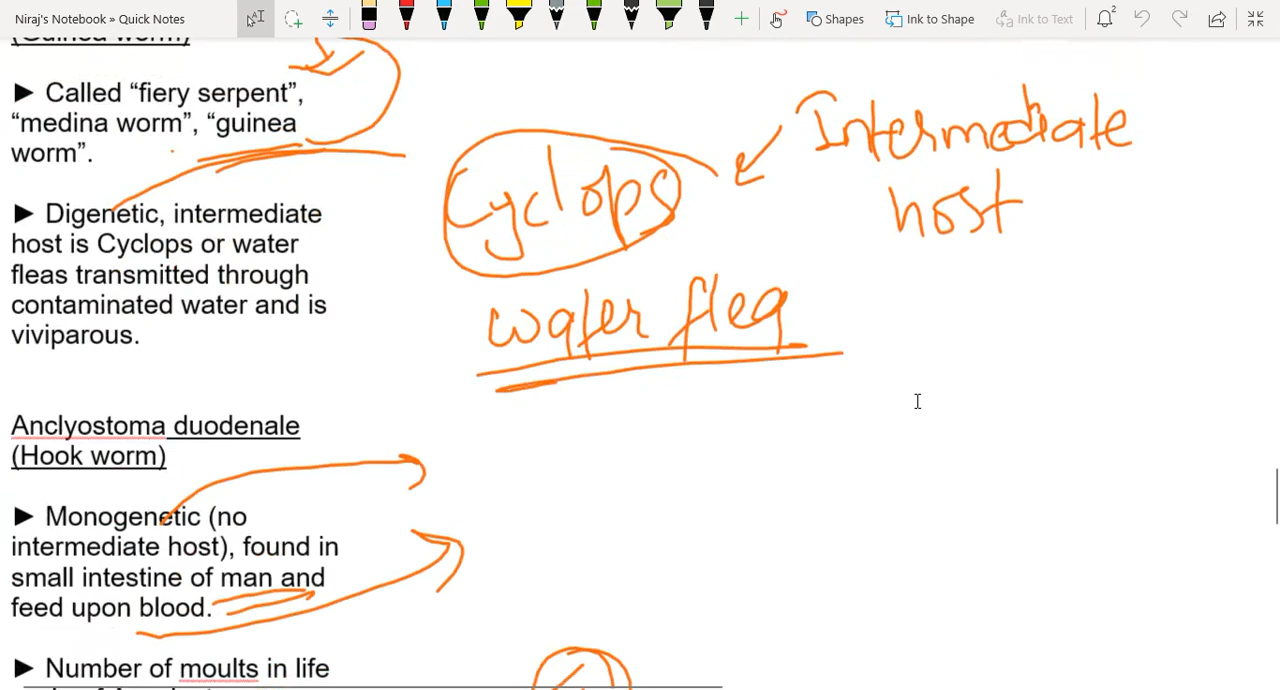 Niraj's Notebook » Quick Notes
Shapes
Ink to Shape
Ink to Text
2
(Guinea worm)
► Called “fiery serpent”,
“medina worm”, “guinea
worm”.
► Digenetic, intermediate
host is Cyclops or water
fleas transmitted through
contaminated water and is
viviparous.
Cyclops
Intermediate
host
water flea
Anclyostoma duodenale
(Hook worm)
► Monogenetic (no
intermediate host), found in
small intestine of man and
feed upon blood.
► Number of moults in life